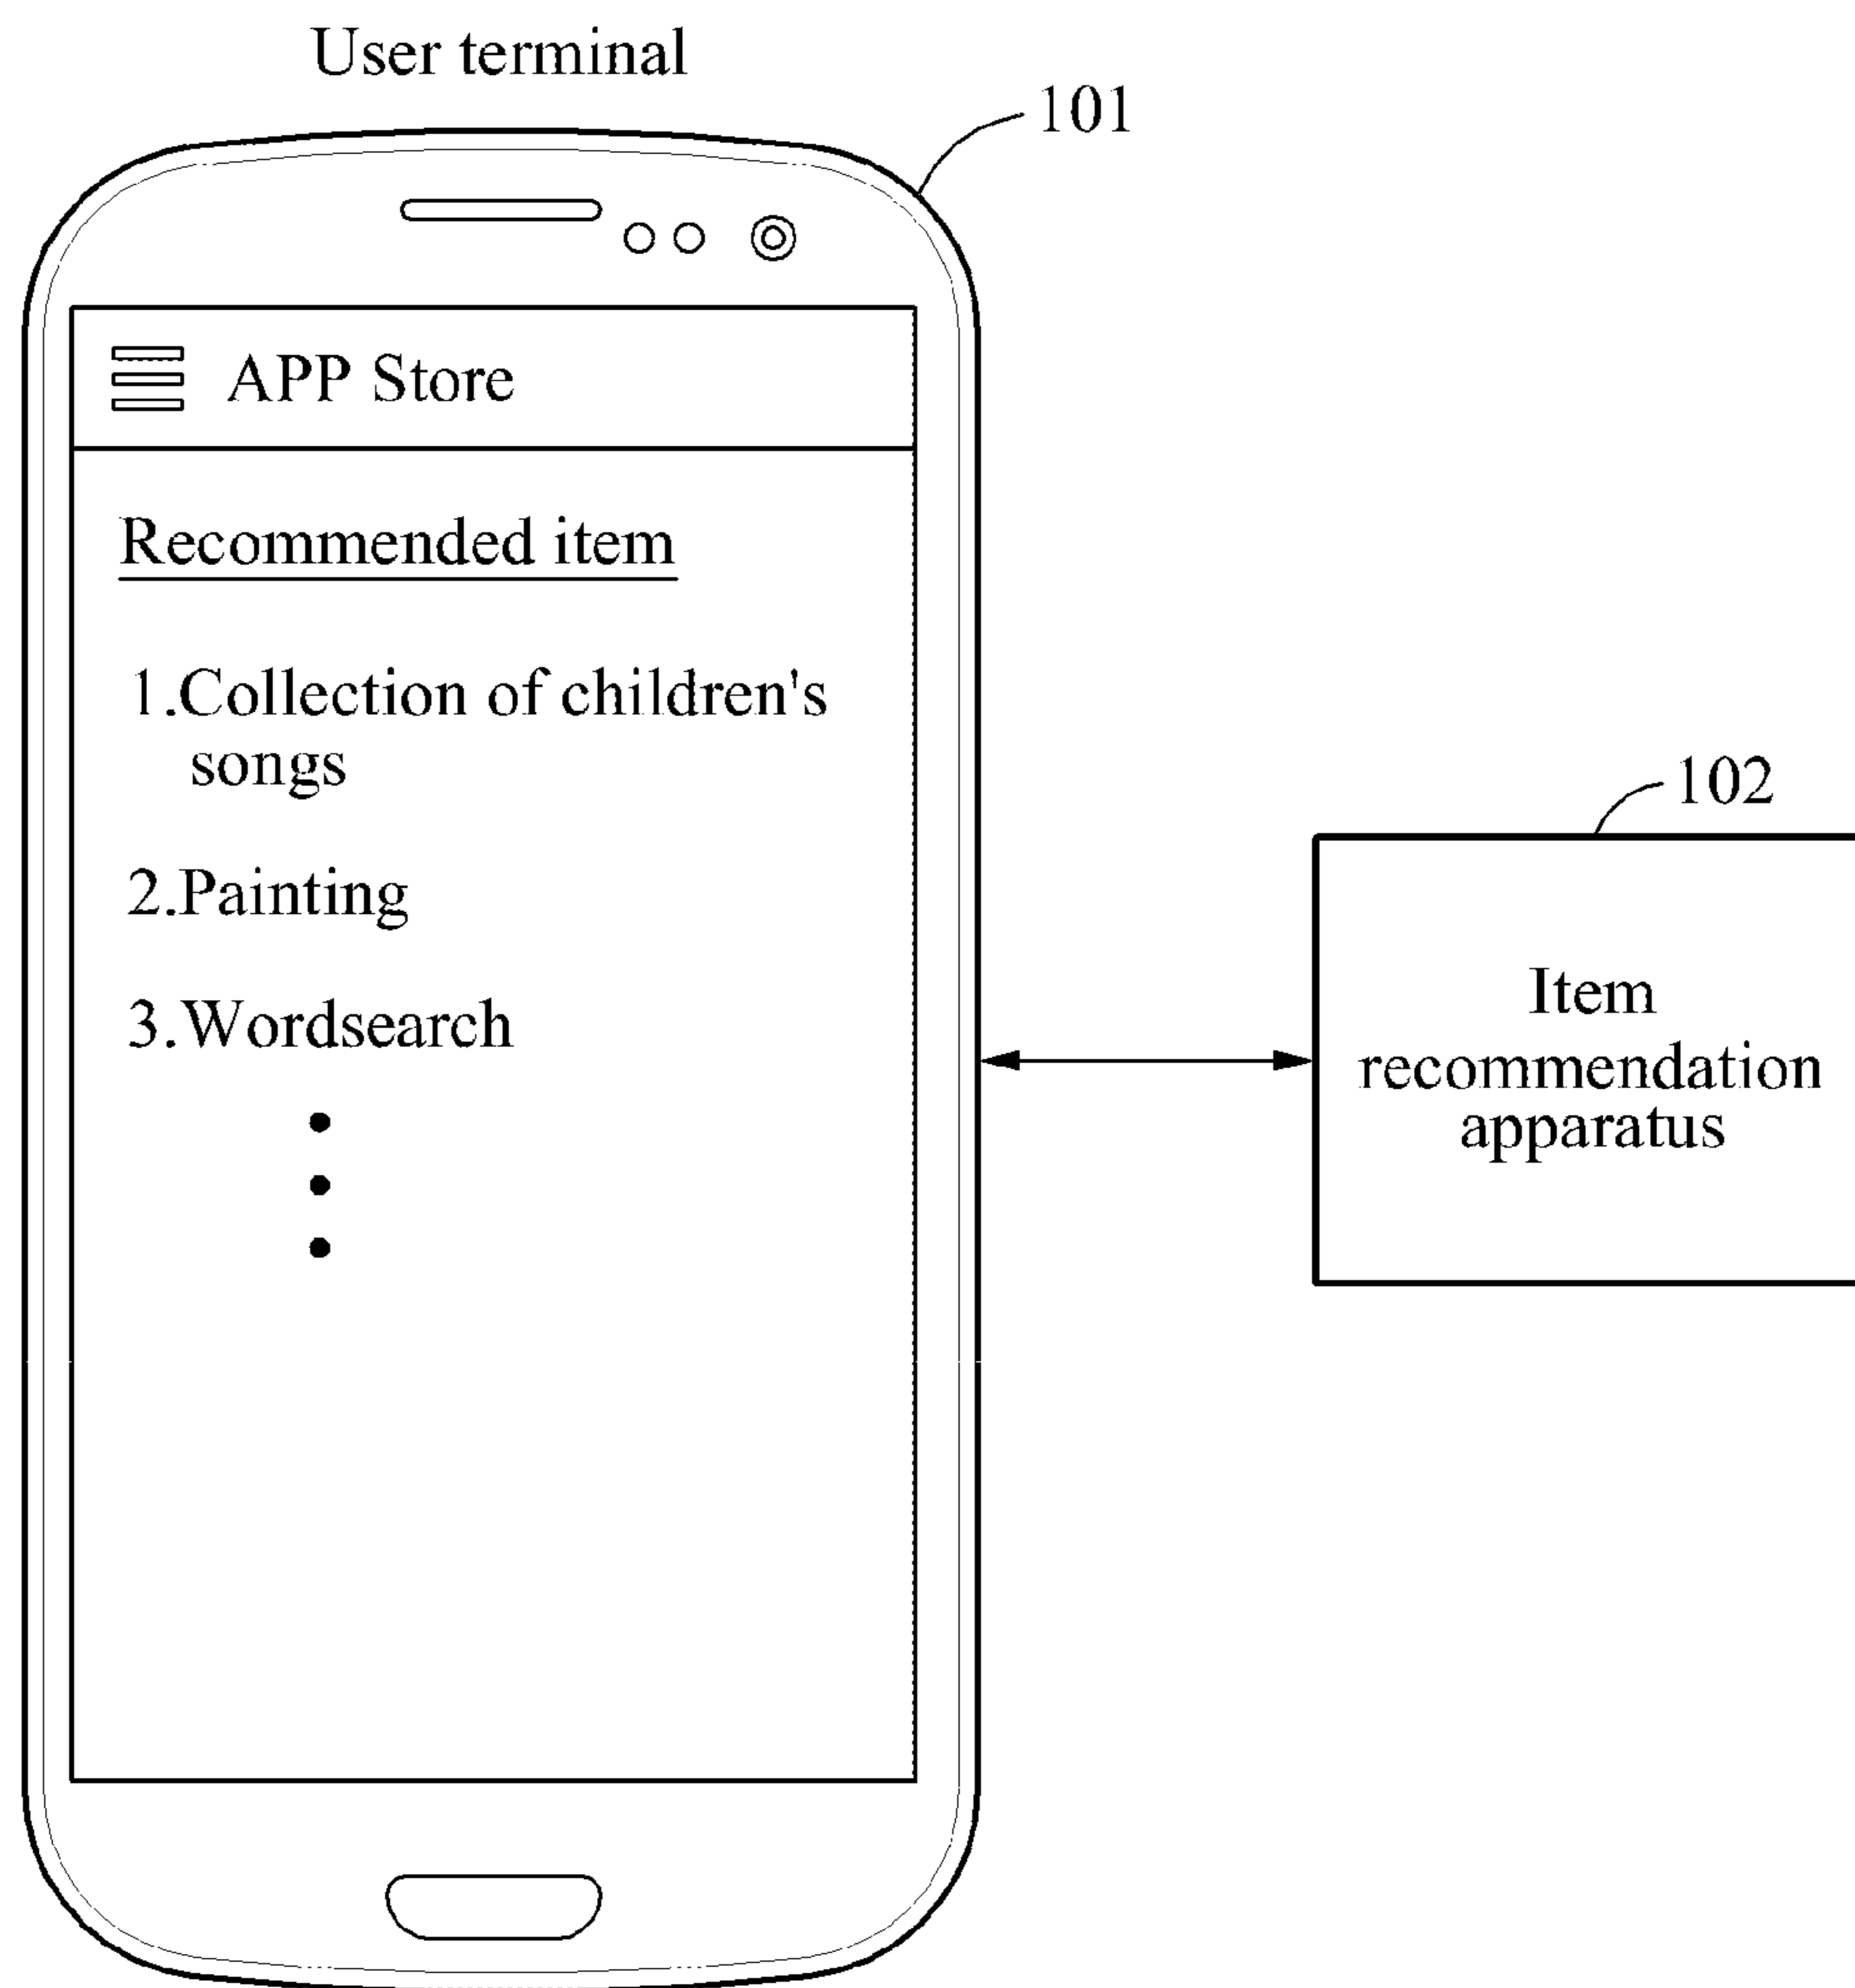 User terminal
101
APP Store
Recommended item
1.Collection of children's
songs
2.Painting
3.Wordsearch
102
Item
recommendation
apparatus